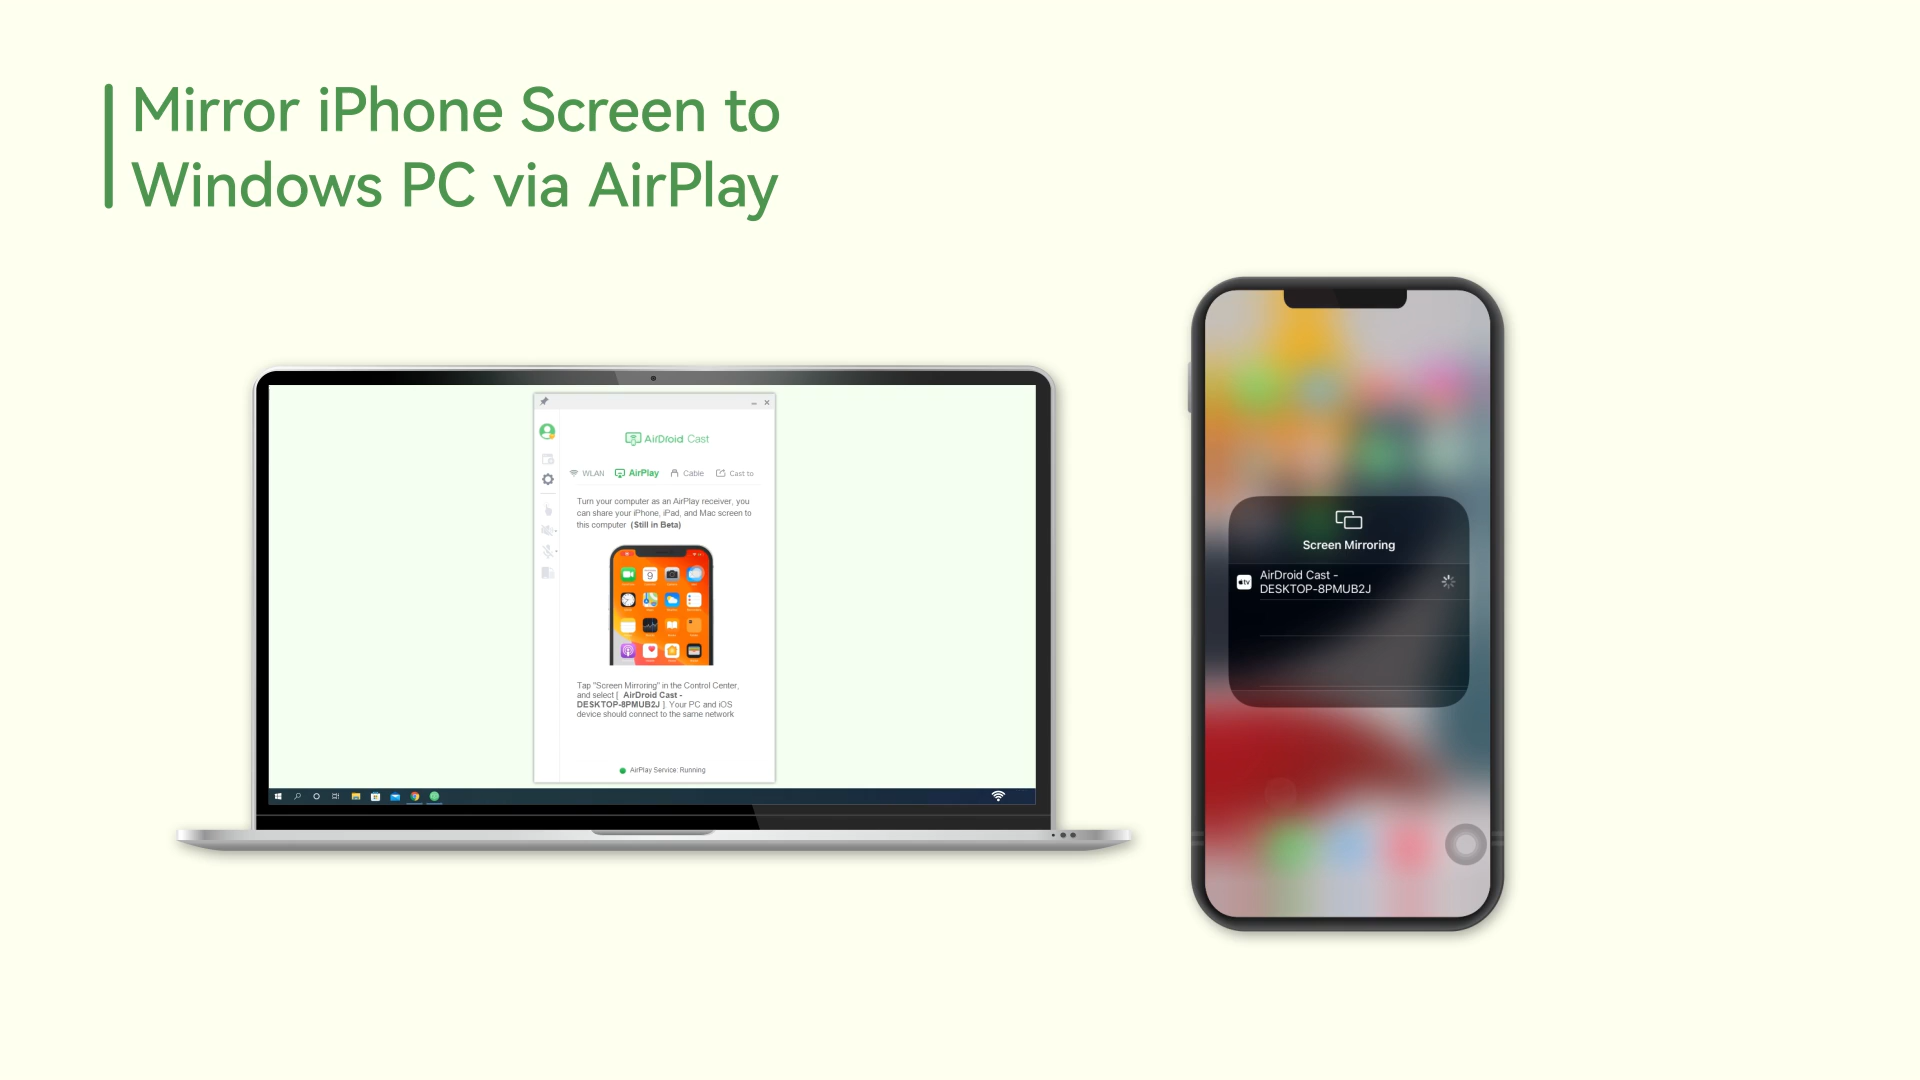 Mirror iPhone Screen to
Windows PC via AirPlay
AirDroid Cast
WLAN AirPlay Cable Cast to
Turn your computer as an AirPlay receiver, you
can share your iPhone, iPad, and Mac screen to
this computer (Still in Beta)
9
Tap "Screen Mirroring" in the Control Center,
and select [ AirDroid Cast -
DESKTOP-8PMUB2J ]. Your PC and iOS
device should connect to the same network
AirPlay Service: Running
Screen Mirroring
tv
AirDroid Cast -
DESKTOP-8PMUB2J